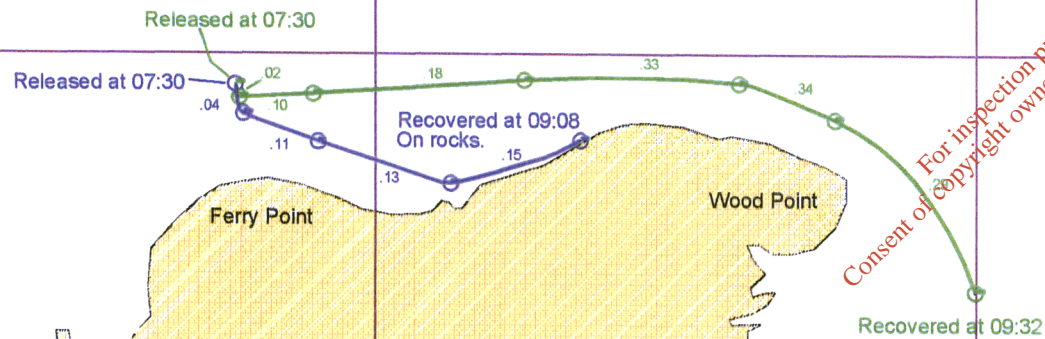 Released at 07:30
Released at 07:30
.02
.18
.33
.34
.04
.10
.11
.13
.15
Recovered at 09:08
On rocks.
Ferry Point
Wood Point
For inspection
Consent of copyright owne
Recovered at 09:32